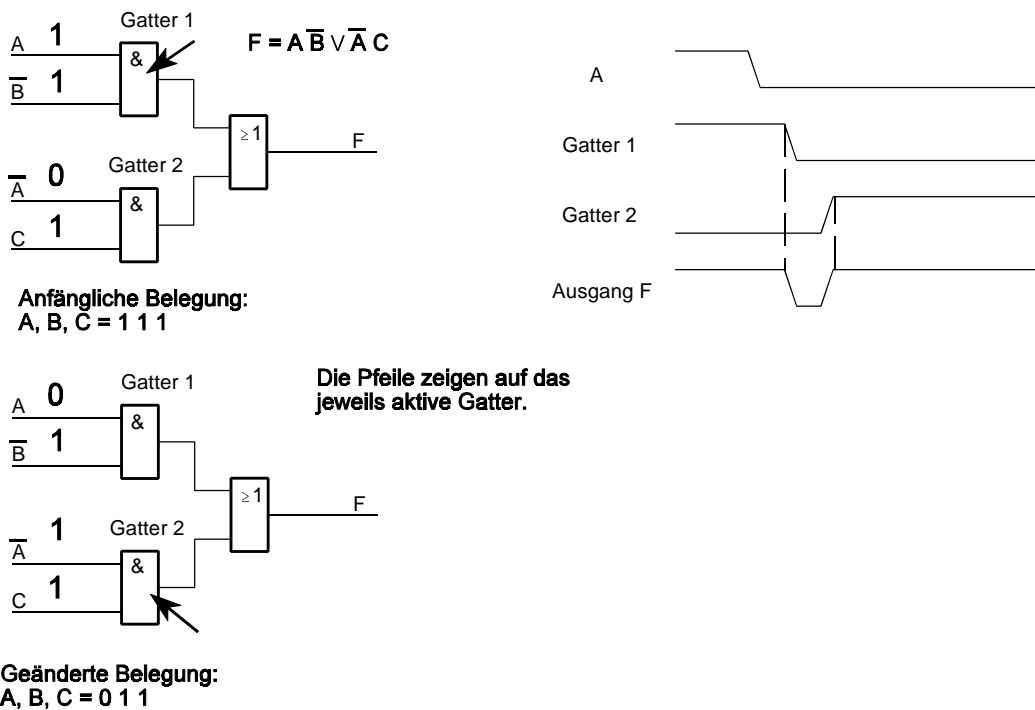 Gatter 1
A 1
F = A B̅ ∨ A̅ C
&
B̅ 1
≥1
F
Gatter 2
A̅ 0
&
C 1
Anfängliche Belegung:
A, B, C = 1 1 1
A
Gatter 1
Gatter 2
Ausgang F
Die Pfeile zeigen auf das
jeweils aktive Gatter.
Gatter 1
A 0
&
B̅ 1
≥1
F
Gatter 2
A̅ 1
&
C 1
Geänderte Belegung:
A, B, C = 0 1 1